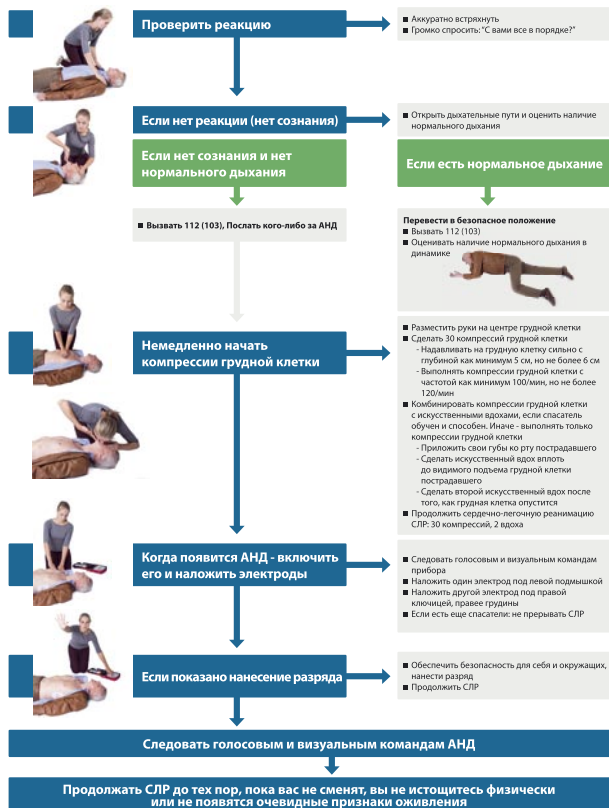 Проверить реакцию
■ Аккуратно встряхнуть
■ Громко спросить: "С вами все в порядке?"
Если нет реакции (нет сознания)
■ Открыть дыхательные пути и оценить наличие
нормального дыхания
Если нет сознания и нет
нормального дыхания
Если есть нормальное дыхание
■ Вызвать 112 (103), Послать кого-либо за АНД
Перевести в безопасное положение
■ Вызвать 112 (103)
■ Оценивать наличие нормального дыхания в
динамике
Немедленно начать
компрессии грудной клетки
■ Разместить руки на центре грудной клетки
■ Сделать 30 компрессий грудной клетки
- Надавливать на грудную клетку сильно с
глубиной как минимум 5 см, но не более 6 см
- Выполнять компрессии грудной клетки с
частотой как минимум 100/мин, но не более
120/мин
■ Комбинировать компрессии грудной клетки
с искусственными вдохами, если спасатель
обучен и способен. Иначе - выполнять только
компрессии грудной клетки
- Приложить свои губы ко рту пострадавшего
- Сделать искусственный вдох вплоть
до видимого подъема грудной клетки
пострадавшего
- Сделать второй искусственный вдох после
того, как грудная клетка опустится
■ Продолжить сердечно-легочную реанимацию
СЛР: 30 компрессий, 2 вдоха
Когда появится АНД - включить
его и наложить электроды
■ Следовать голосовым и визуальным командам
прибора
■ Наложить один электрод под левой подмышкой
■ Наложить другой электрод под правой
ключицей, правее грудины
■ Если есть еще спасатели: не прерывать СЛР
Если показано нанесение разряда
■ Обеспечить безопасность для себя и окружащих,
нанести разряд
■ Продолжить СЛР
Следовать голосовым и визуальным командам АНД
Продолжать СЛР до тех пор, пока вас не сменят, вы не истощитесь физически
или не появятся очевидные признаки оживления